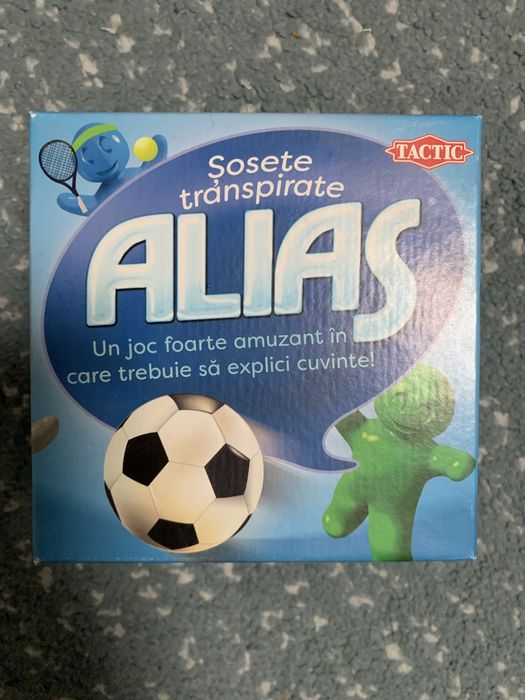 TACTIC
Șosete
transpirate
ALIAS®
Un joc foarte amuzant în
care trebuie să explici cuvinte!